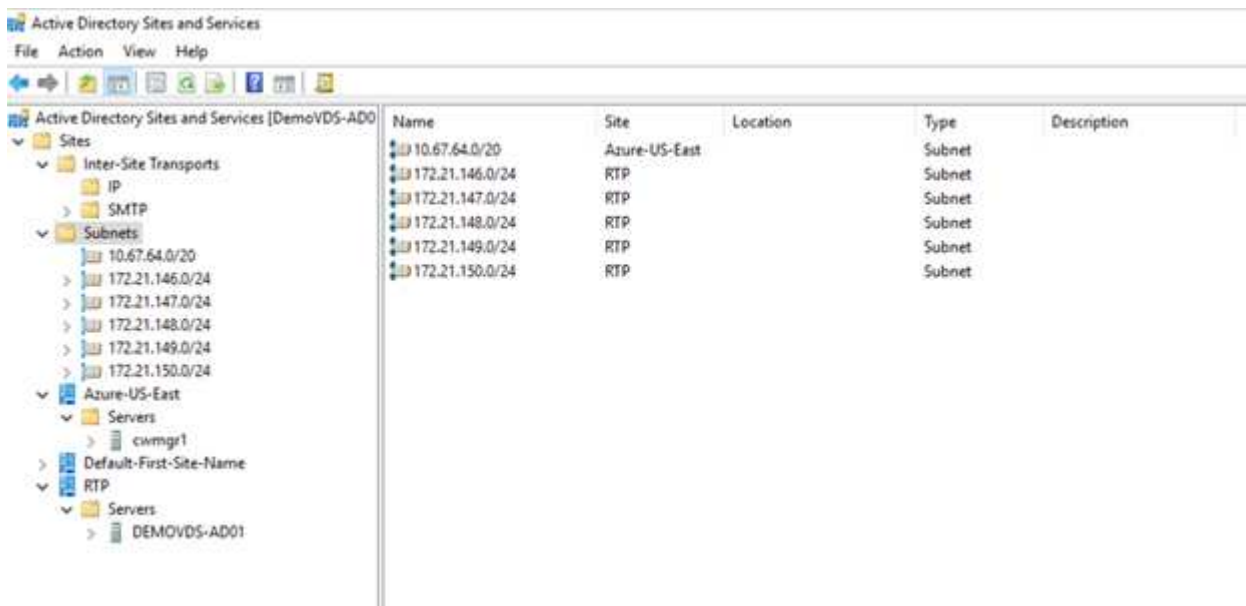 Active Directory Sites and Services
File Action View Help
Active Directory Sites and Services [DemoVDS-AD0
Sites
Inter-Site Transports
IP
SMTP
Subnets
10.67.64.0/20
172.21.146.0/24
172.21.147.0/24
172.21.148.0/24
172.21.149.0/24
172.21.150.0/24
Azure-US-East
Servers
cwmgr1
Default-First-Site-Name
RTP
Servers
DEMOVDS-AD01
Name Site Location Type Description
10.67.64.0/20 Azure-US-East Subnet
172.21.146.0/24 RTP Subnet
172.21.147.0/24 RTP Subnet
172.21.148.0/24 RTP Subnet
172.21.149.0/24 RTP Subnet
172.21.150.0/24 RTP Subnet